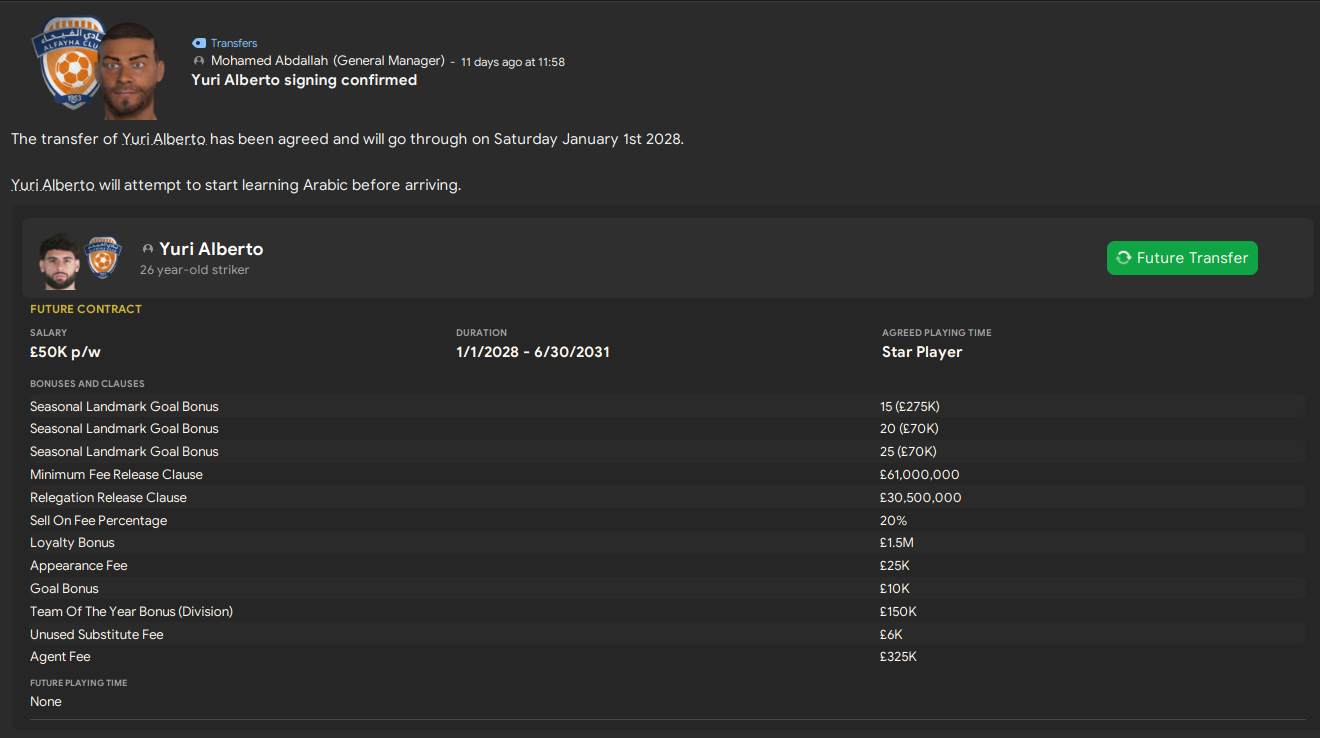 نادي الفيحاء
ALFAYHA CLUB
1953
Transfers
Mohamed Abdallah (General Manager) - 11 days ago at 11:58
Yuri Alberto signing confirmed
The transfer of Yuri Alberto has been agreed and will go through on Saturday January 1st 2028.
Yuri Alberto will attempt to start learning Arabic before arriving.
Yuri Alberto
26 year-old striker
Future Transfer
FUTURE CONTRACT
SALARY DURATION AGREED PLAYING TIME
£50K p/w 1/1/2028 - 6/30/2031 Star Player
BONUSES AND CLAUSES
Seasonal Landmark Goal Bonus 15 (£275K)
Seasonal Landmark Goal Bonus 20 (£70K)
Seasonal Landmark Goal Bonus 25 (£70K)
Minimum Fee Release Clause £61,000,000
Relegation Release Clause £30,500,000
Sell On Fee Percentage 20%
Loyalty Bonus £1.5M
Appearance Fee £25K
Goal Bonus £10K
Team Of The Year Bonus (Division) £150K
Unused Substitute Fee £6K
Agent Fee £325K
FUTURE PLAYING TIME
None